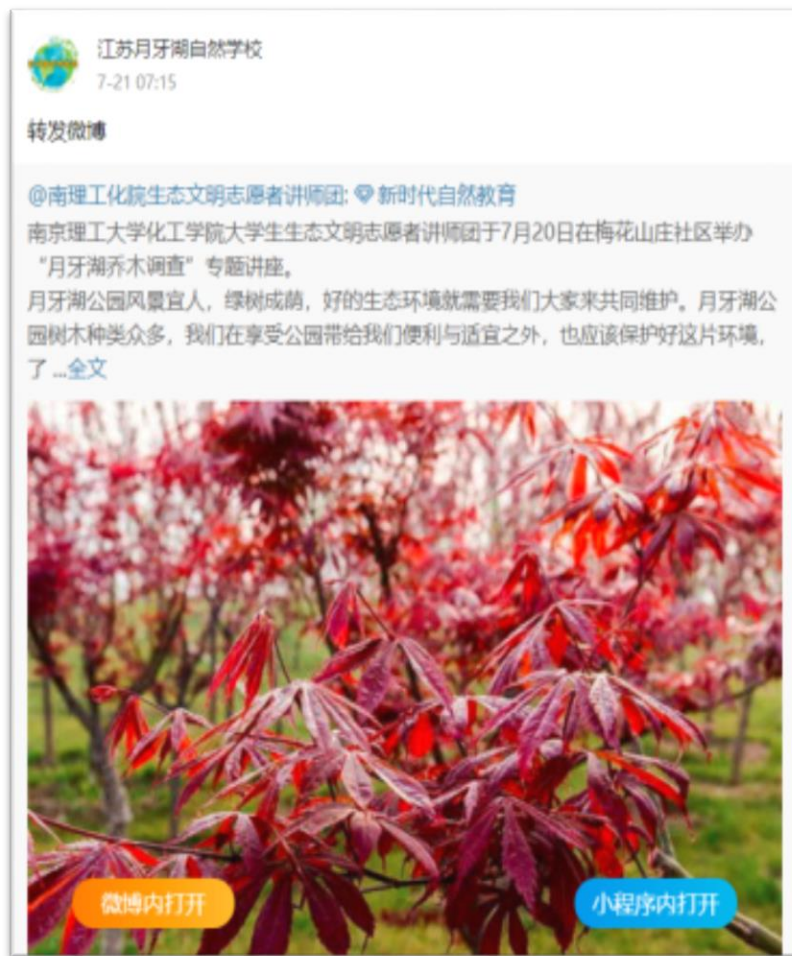 江苏月牙湖自然学校
7-21 07:15
转发微博
@南理工化院生态文明志愿者讲师团: 新时代自然教育
南京理工大学化工学院大学生生态文明志愿者讲师团于7月20日在梅花山庄社区举办
“月牙湖乔木调查”专题讲座。
月牙湖公园风景宜人，绿树成荫，好的生态环境就需要我们大家来共同维护。月牙湖公
园树木种类众多，我们在享受公园带给我们便利与适宜之外，也应该保护好这片环境，
了 ...全文
微博内打开
小程序内打开